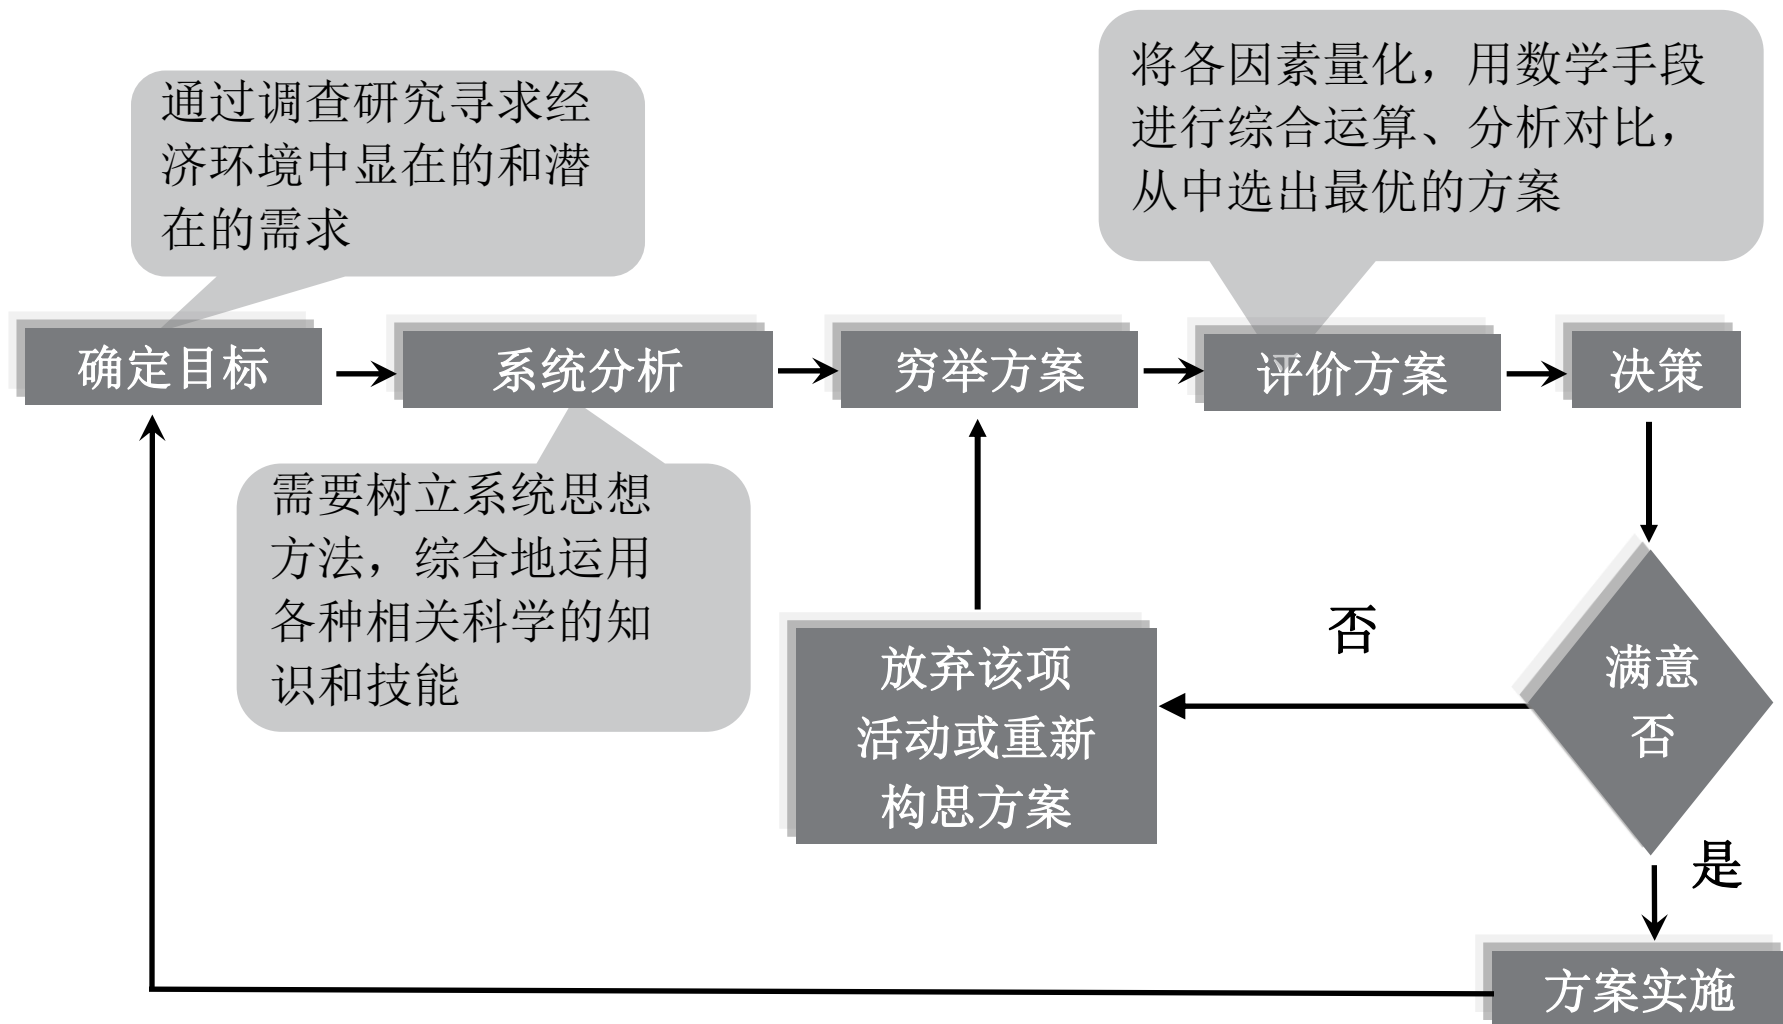 通过调查研究寻求经
济环境中显在的和潜
在的需求
将各因素量化，用数学手段
进行综合运算、分析对比，
从中选出最优的方案
确定目标
系统分析
穷举方案
评价方案
决策
需要树立系统思想
方法，综合地运用
各种相关科学的知
识和技能
放弃该项
活动或重新
构思方案
否
满意
否
是
方案实施